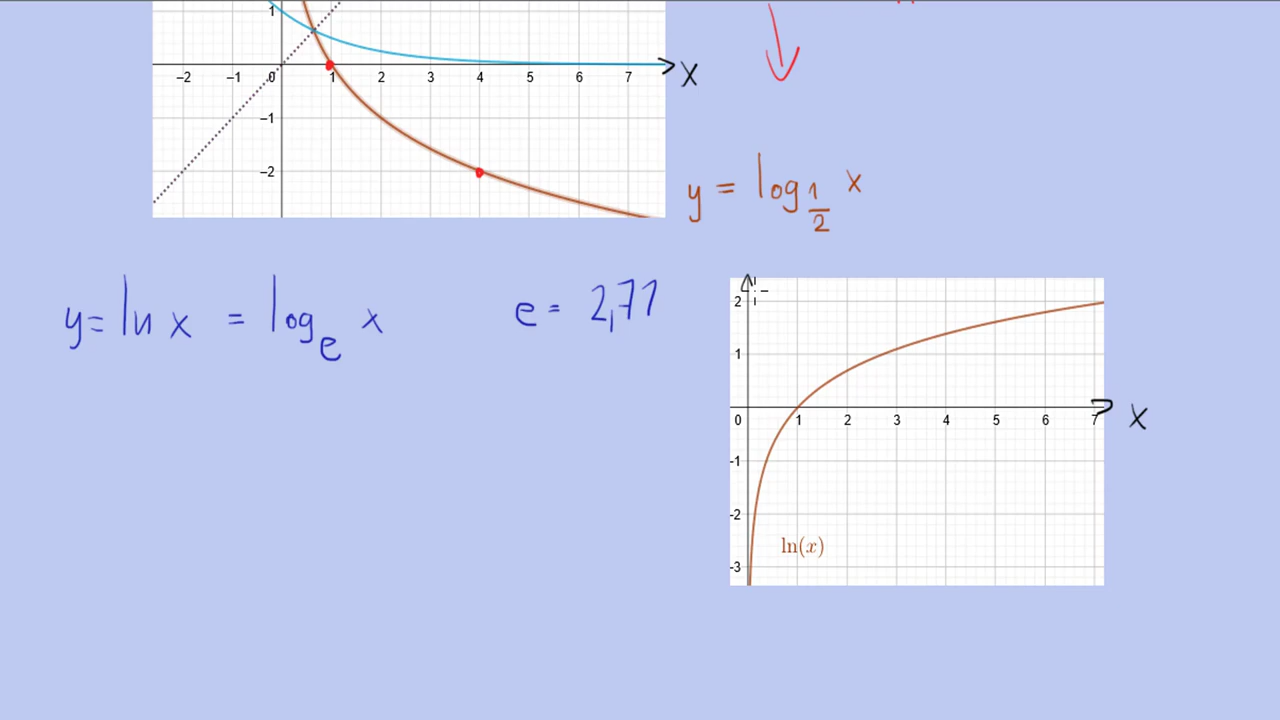 1
−2 −1 0 1 2 3 4 5 6 7 x
−1
−2
y = log 1/2 x
y = ln x = log e x
e = 2,71
2
1
0 1 2 3 4 5 6 7 x
-1
-2
ln(x)
-3